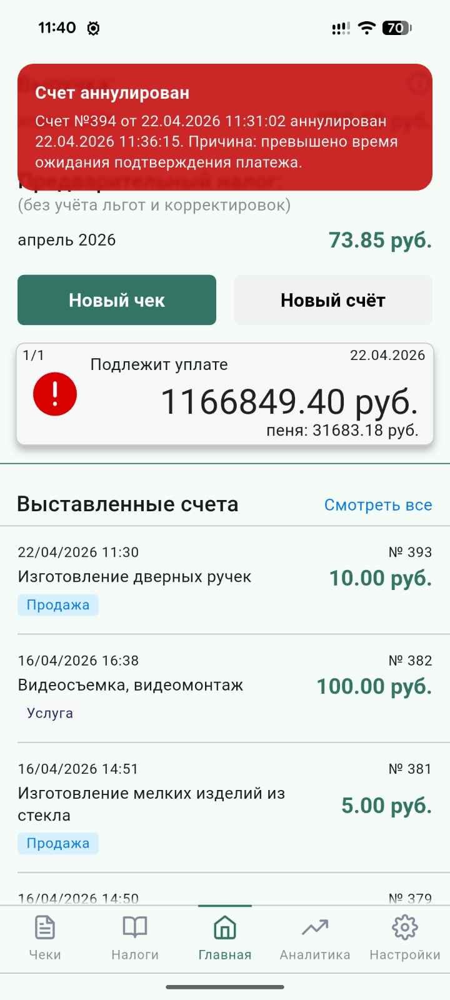 11:40
70
Счет аннулирован
Счет №394 от 22.04.2026 11:31:02 аннулирован
22.04.2026 11:36:15. Причина: превышено время
ожидания подтверждения платежа.
Предварительный налог:
(без учёта льгот и корректировок)
апрель 2026 73.85 руб.
Новый чек Новый счёт
1/1 22.04.2026
Подлежит уплате
1166849.40 руб.
пеня: 31683.18 руб.
Выставленные счета Смотреть все
22/04/2026 11:30 № 393
Изготовление дверных ручек 10.00 руб.
Продажа
16/04/2026 16:38 № 382
Видеосъемка, видеомонтаж 100.00 руб.
Услуга
16/04/2026 14:51 № 381
Изготовление мелких изделий из
стекла 5.00 руб.
Продажа
16/04/2026 14:50 № 379
Чеки Налоги Главная Аналитика Настройки